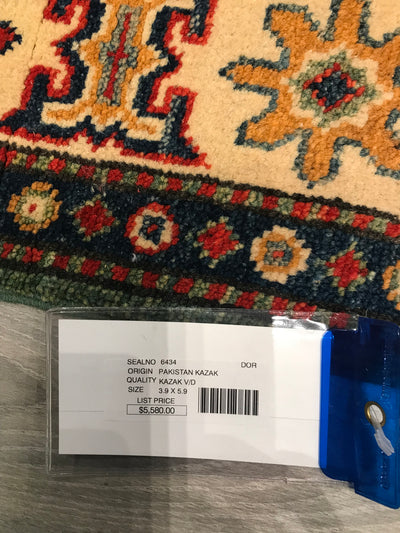 SEALNO 6434 DOR
ORIGIN PAKISTAN KAZAK
QUALITY KAZAK V/D
SIZE 3.9 X 5.9
LIST PRICE
$5,580.00